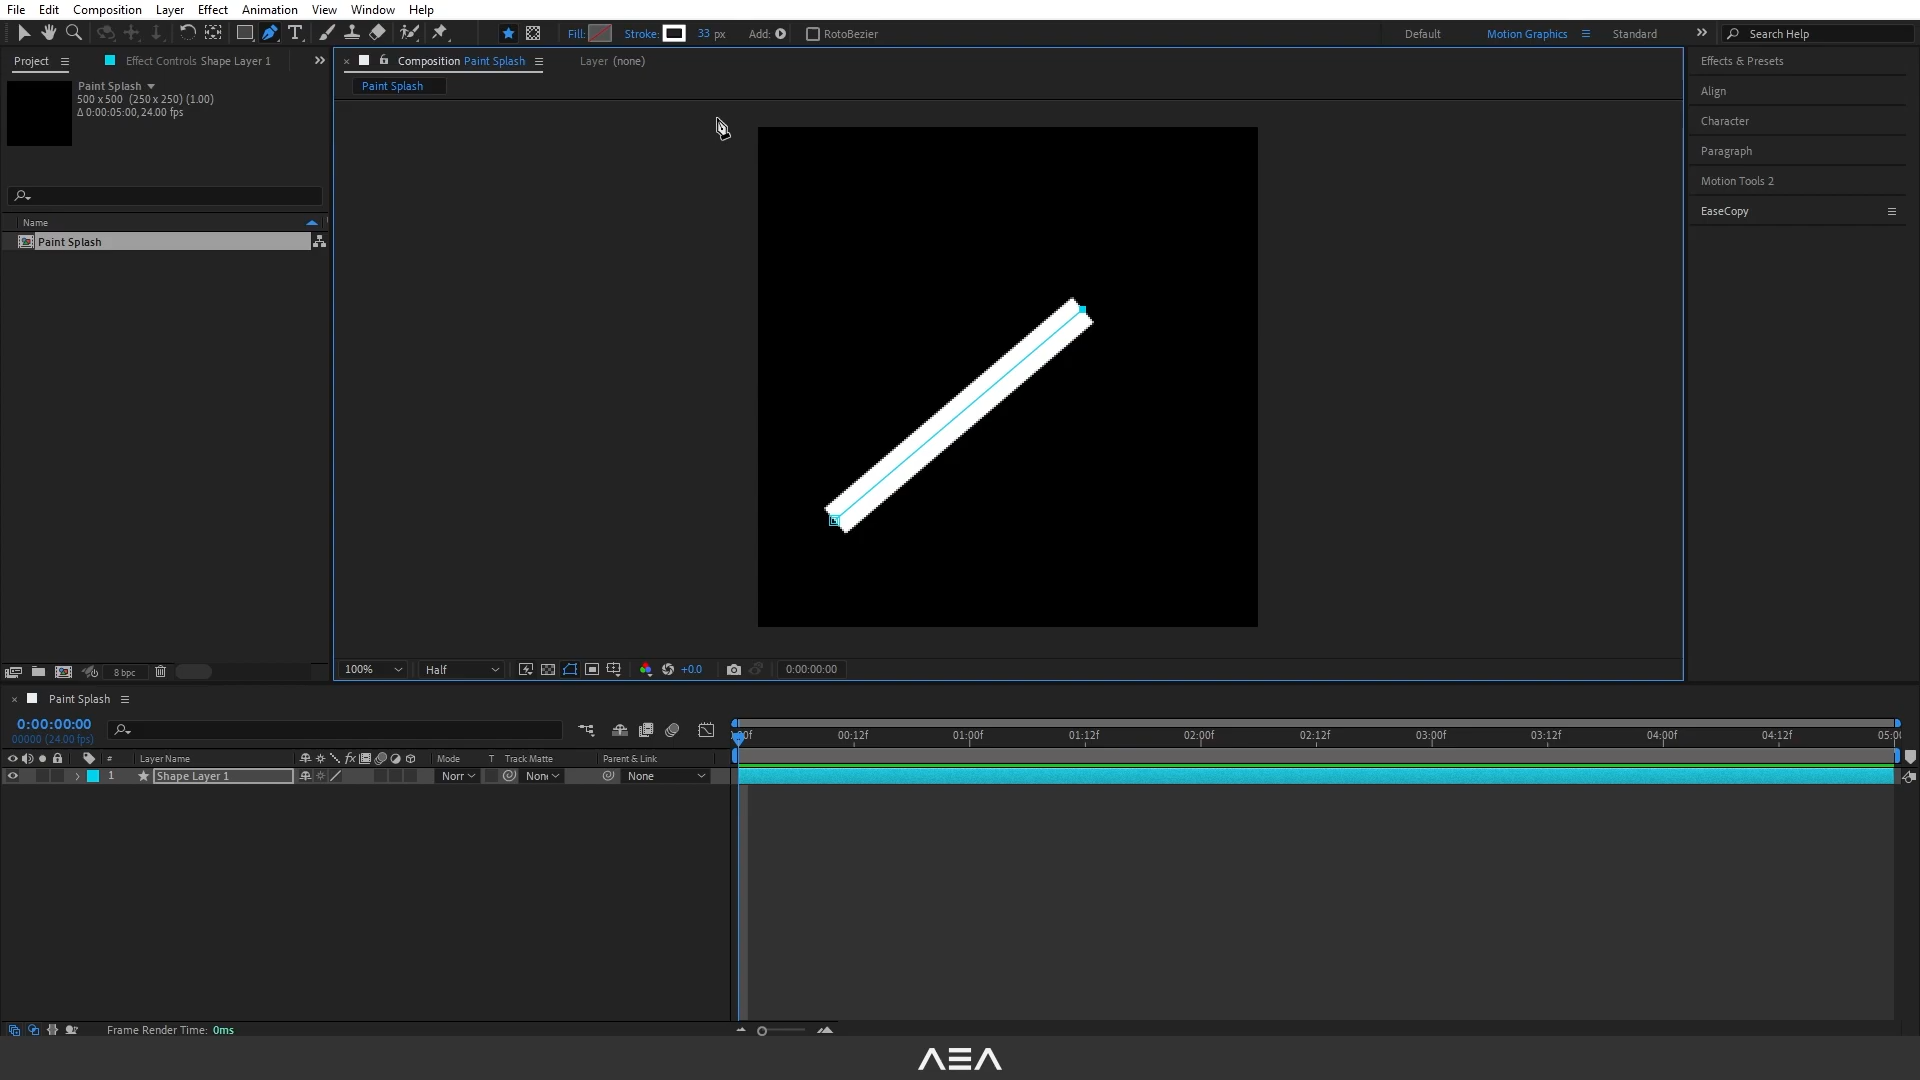 File Edit Composition Layer Effect Animation View Window Help
Fill: Stroke: 33 px Add: RotoBezier Default Motion Graphics Standard Search Help
Project Effect Controls Shape Layer 1 Composition Paint Splash Layer (none) Effects & Presets
Paint Splash
Paint Splash
500 x 500 (250 x 250) (1.00)
Δ 0:00:05:00, 24.00 fps
Align
Character
Paragraph
Motion Tools 2
EaseCopy
Name
Paint Splash
8 bpc
100% Half +0.0 0:00:00:00
Paint Splash
0:00:00:00
00000 (24.00 fps)
00:12f 01:00f 01:12f 02:00f 02:12f 03:00f 03:12f 04:00f 04:12f 05:00
# Layer Name Mode T Track Matte Parent & Link
1 Shape Layer 1 Norr None None
Frame Render Time: 0ms